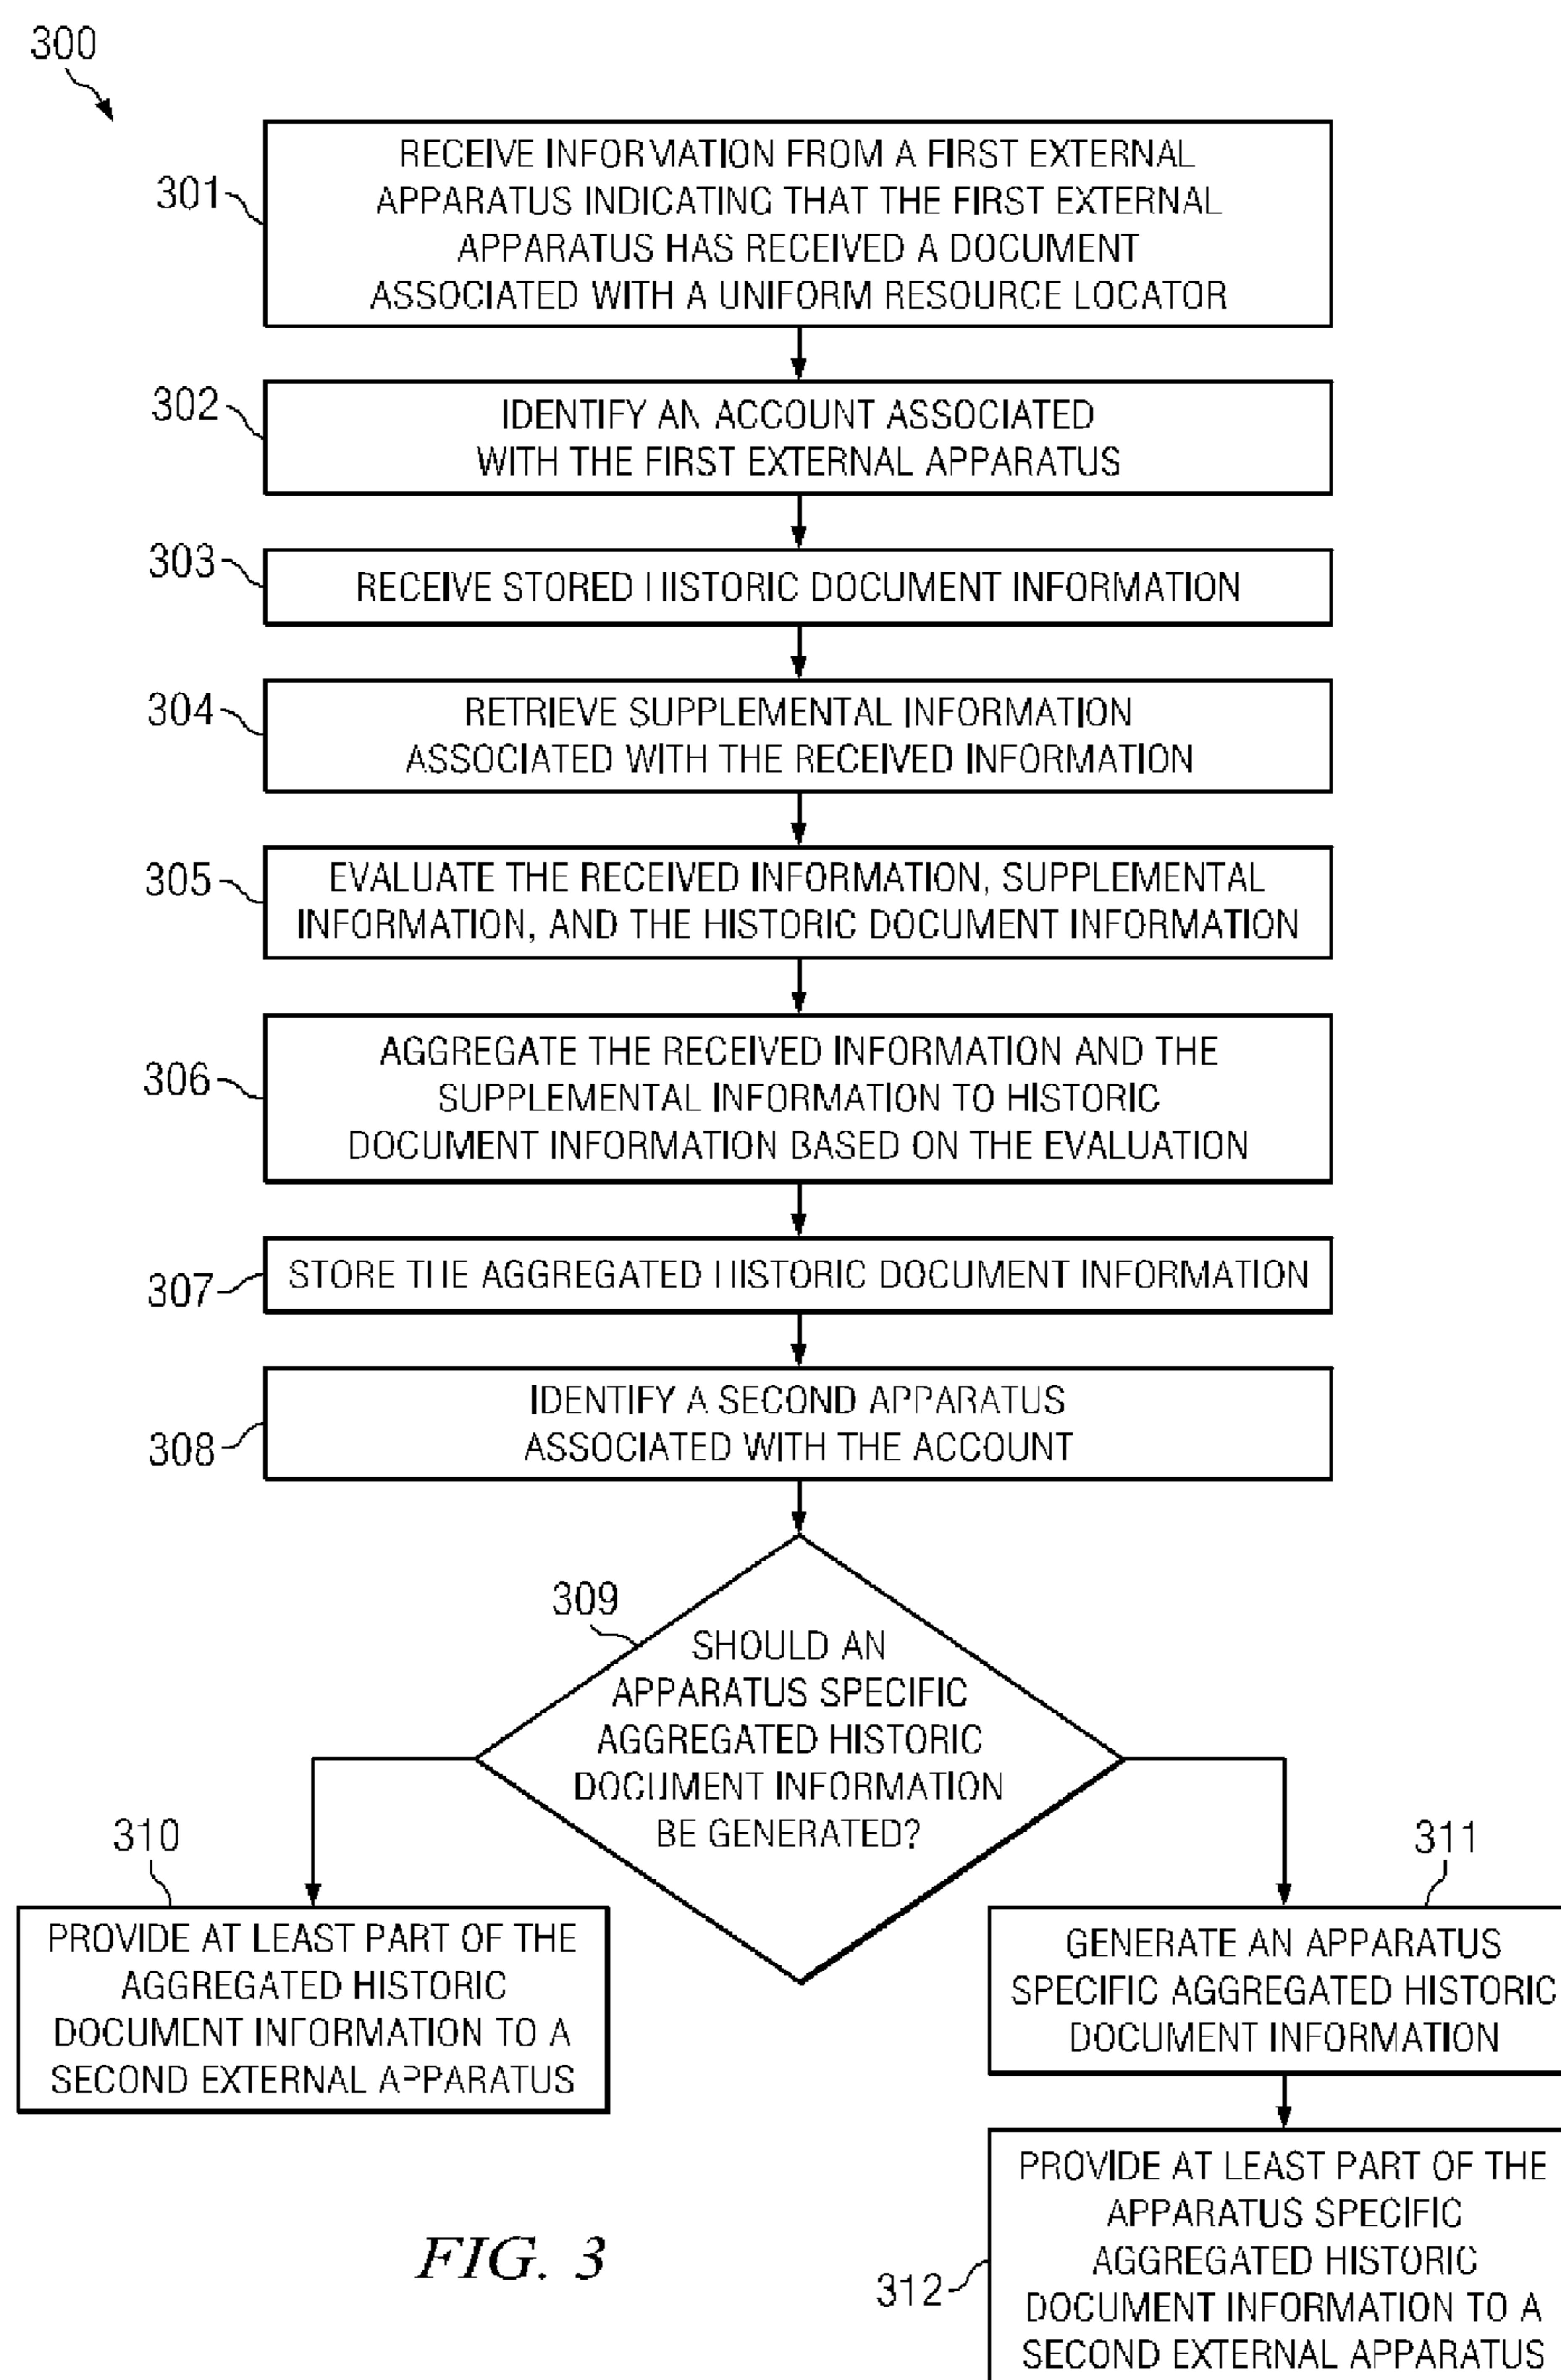 300
301
RECEIVE INFORMATION FROM A FIRST EXTERNAL
APPARATUS INDICATING THAT THE FIRST EXTERNAL
APPARATUS HAS RECEIVED A DOCUMENT
ASSOCIATED WITH A UNIFORM RESOURCE LOCATOR
302
IDENTIFY AN ACCOUNT ASSOCIATED
WITH THE FIRST EXTERNAL APPARATUS
303
RECEIVE STORED HISTORIC DOCUMENT INFORMATION
304
RETRIEVE SUPPLEMENTAL INFORMATION
ASSOCIATED WITH THE RECEIVED INFORMATION
305
EVALUATE THE RECEIVED INFORMATION, SUPPLEMENTAL
INFORMATION, AND THE HISTORIC DOCUMENT INFORMATION
306
AGGREGATE THE RECEIVED INFORMATION AND THE
SUPPLEMENTAL INFORMATION TO HISTORIC
DOCUMENT INFORMATION BASED ON THE EVALUATION
307
STORE THE AGGREGATED HISTORIC DOCUMENT INFORMATION
308
IDENTIFY A SECOND APPARATUS
ASSOCIATED WITH THE ACCOUNT
309
SHOULD AN
APPARATUS SPECIFIC
AGGREGATED HISTORIC
DOCUMENT INFORMATION
BE GENERATED?
310
PROVIDE AT LEAST PART OF THE
AGGREGATED HISTORIC
DOCUMENT INFORMATION TO A
SECOND EXTERNAL APPARATUS
311
GENERATE AN APPARATUS
SPECIFIC AGGREGATED HISTORIC
DOCUMENT INFORMATION
312
PROVIDE AT LEAST PART OF THE
APPARATUS SPECIFIC
AGGREGATED HISTORIC
DOCUMENT INFORMATION TO A
SECOND EXTERNAL APPARATUS
FIG. 3